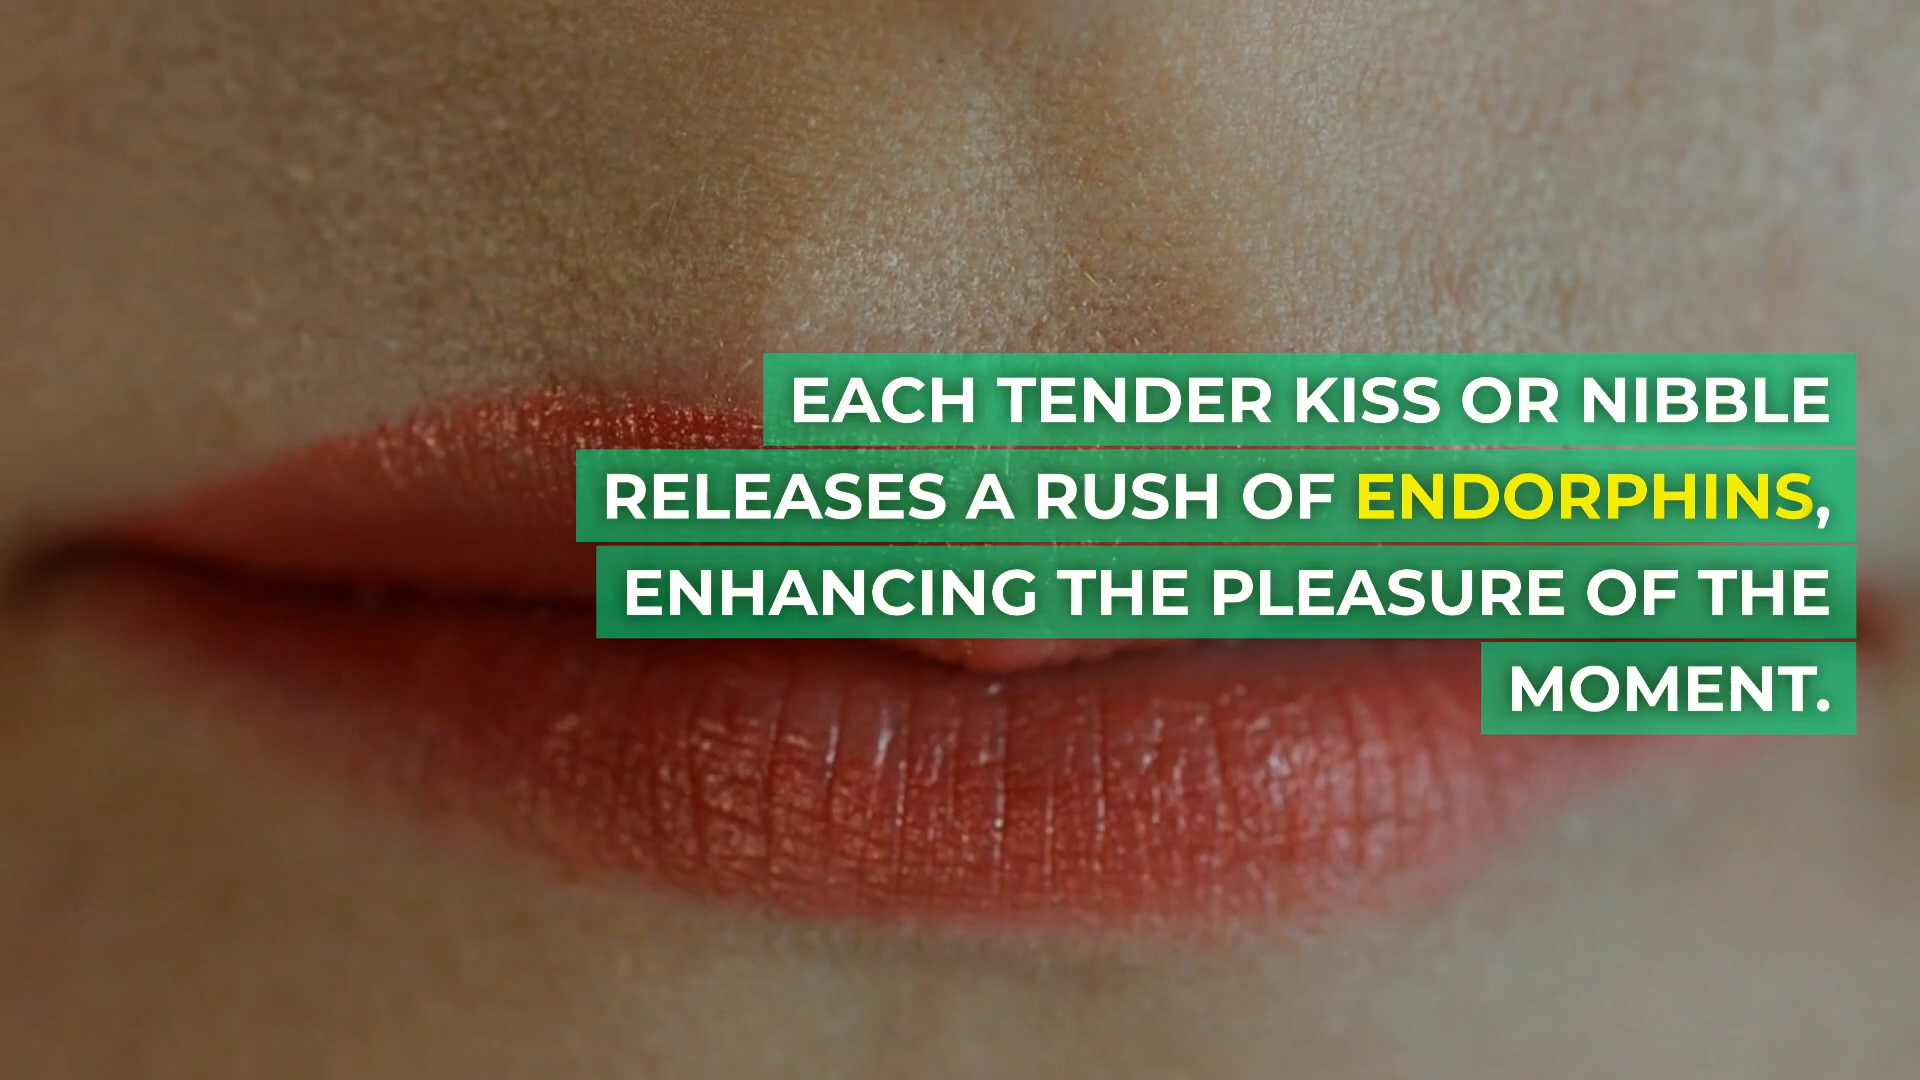 EACH TENDER KISS OR NIBBLE
RELEASES A RUSH OF ENDORPHINS,
ENHANCING THE PLEASURE OF THE
MOMENT.